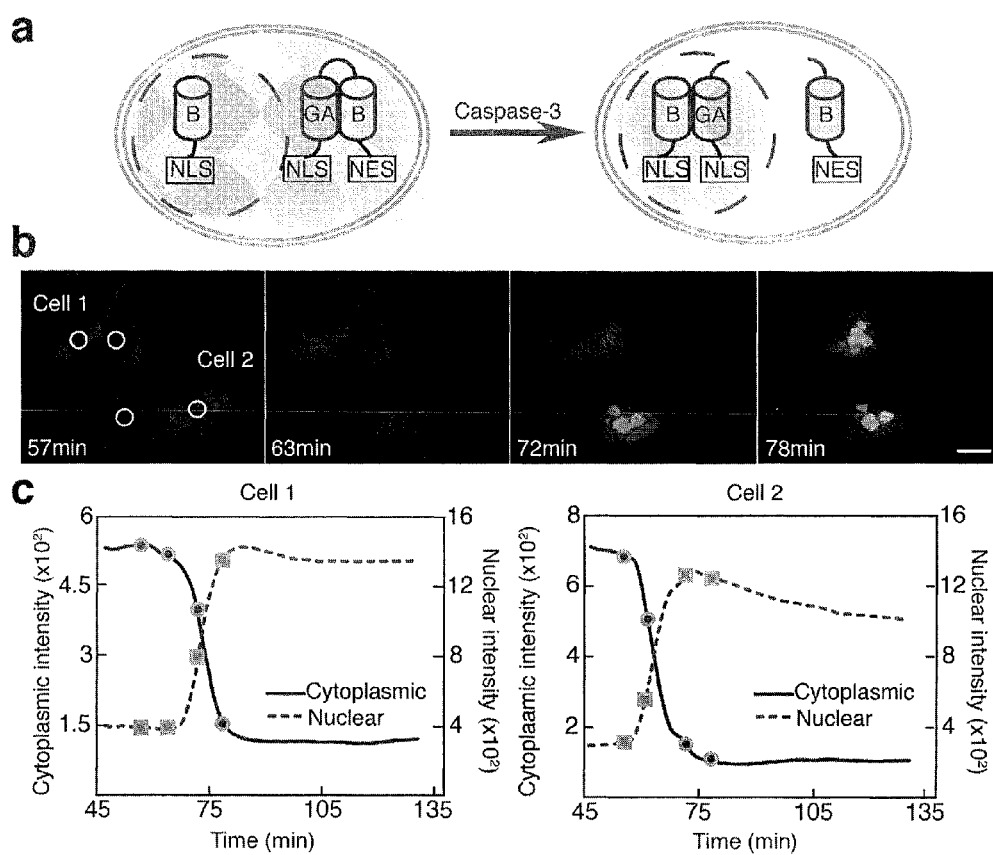 a
B
NLS
GA B
NLS NES
Caspase-3
B GA
NLS NLS
B
NES
b
Cell 1
Cell 2
57min
63min
72min
78min
c
Cell 1
Cytoplasmic intensity (x10²)
6
4.5
3
1.5
16
12
8
4
Nuclear intensity (x10²)
Cytoplasmic
Nuclear
45 75 105 135
Time (min)
Cell 2
Cytoplaamic intensity (x10²)
8
6
4
2
16
12
8
4
Nuclear intensity (x10²)
Cytoplasmic
Nuclear
45 75 105 135
Time (min)